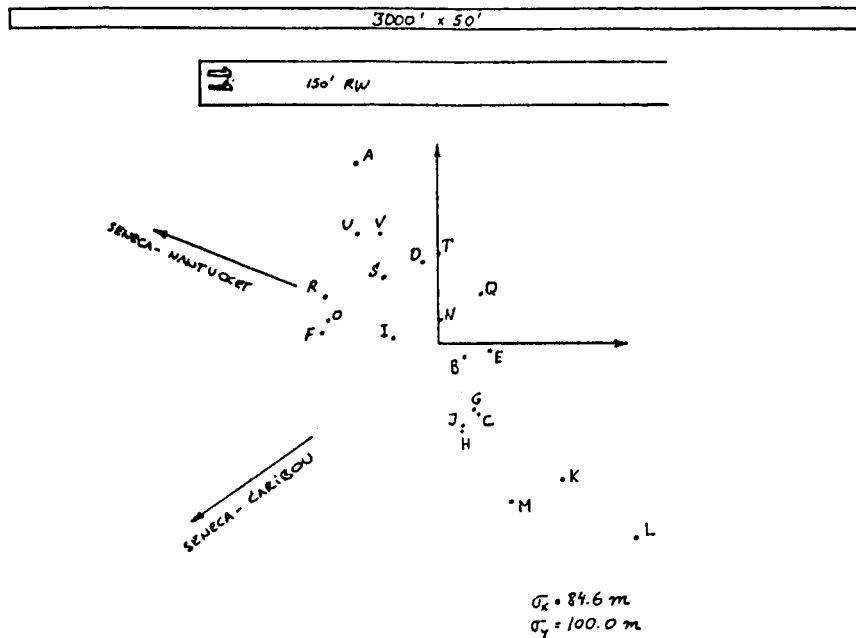 3000' x 50'
150' RW
A
U V
D T
S
SENECA - NANTUCKET
R Q
O N
F I
B E
G
J C
H
SENECA - CARIBOU
K
M
L
σx = 84.6 m
σy = 100.0 m